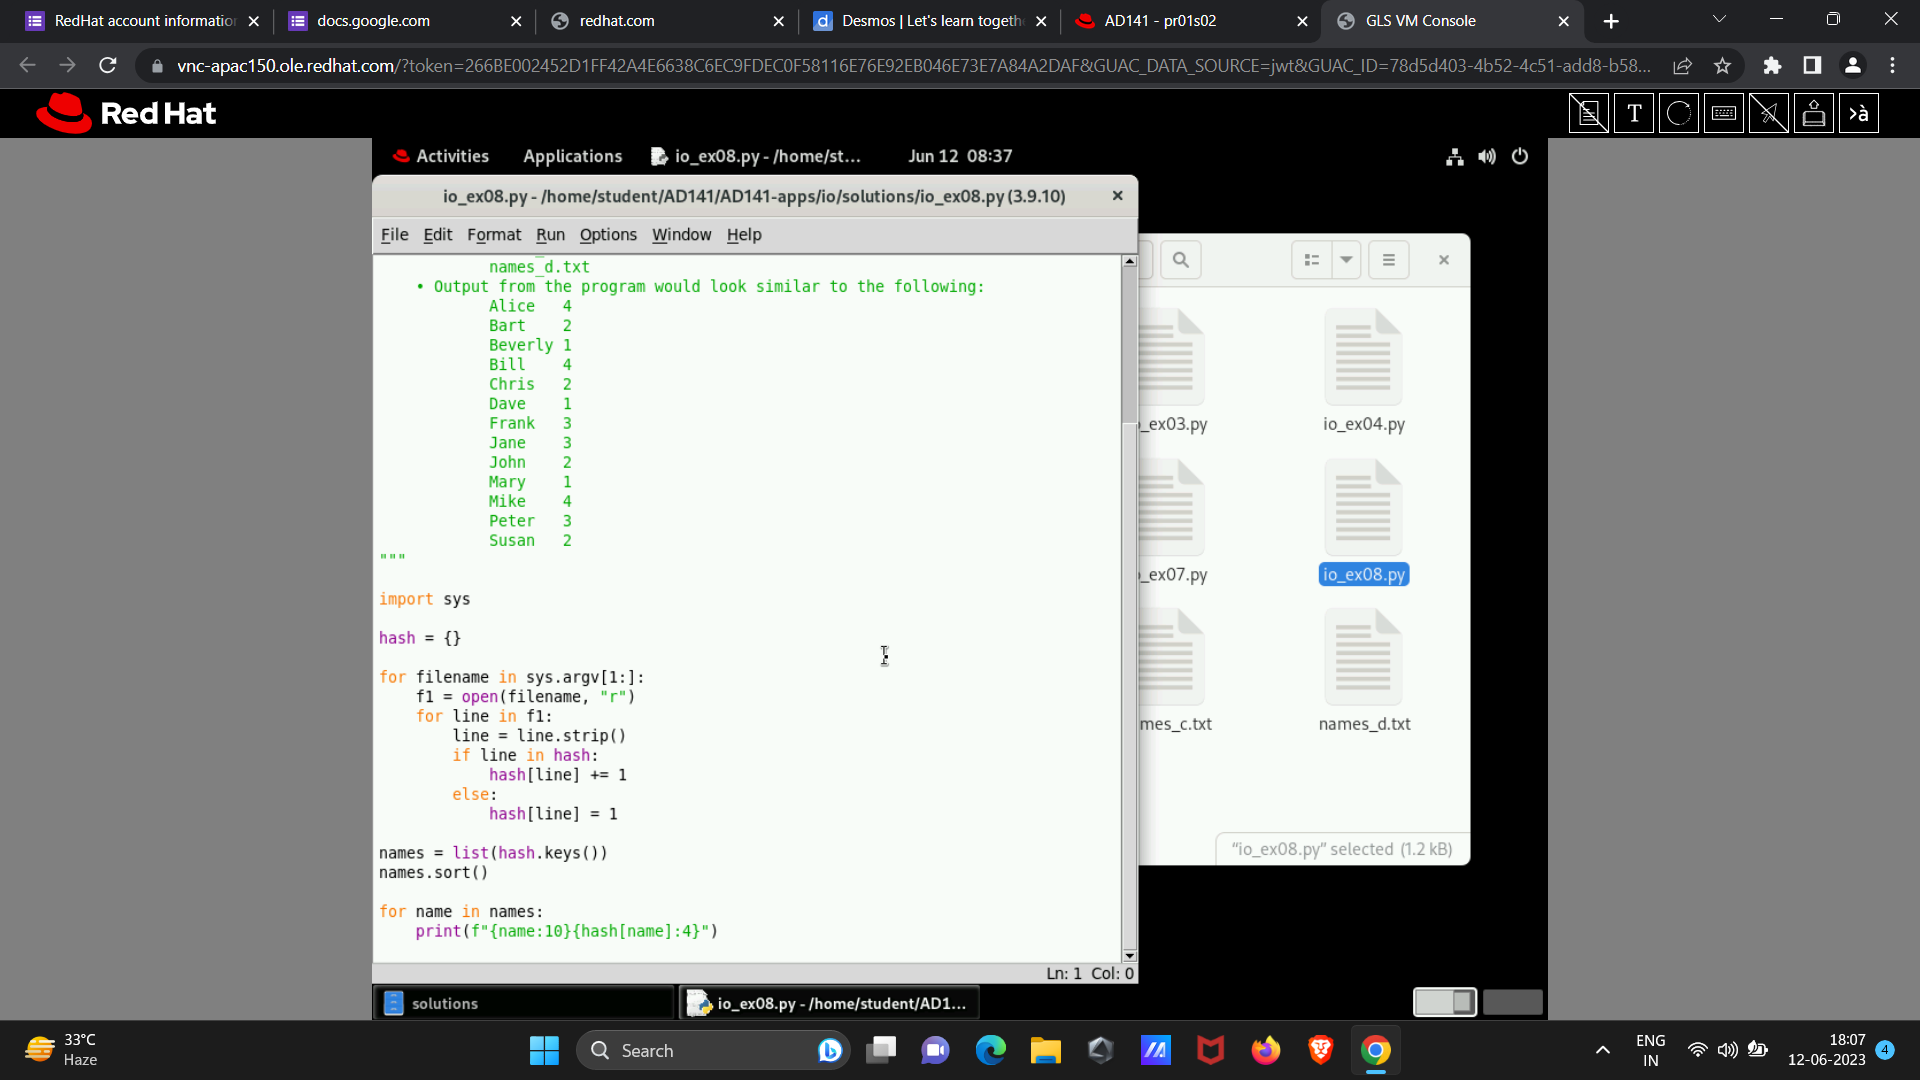 RedHat account informatio
docs.google.com
redhat.com
Desmos | Let's learn togeth
AD141 - pr01s02
GLS VM Console
vnc-apac150.ole.redhat.com/?token=266BE002452D1FF42A4E6638C6EC9FDEC0F58116E76E92EB046E73E7A84A2DAF&GUAC_DATA_SOURCE=jwt&GUAC_ID=78d5d403-4b52-4c51-add8-b58...
Red Hat
T
>à
Activities Applications io_ex08.py - /home/st... Jun 12 08:37
io_ex08.py - /home/student/AD141/AD141-apps/io/solutions/io_ex08.py (3.9.10)
File Edit Format Run Options Window Help
names_d.txt
• Output from the program would look similar to the following:
Alice 4
Bart 2
Beverly 1
Bill 4
Chris 2
Dave 1
Frank 3
Jane 3
John 2
Mary 1
Mike 4
Peter 3
Susan 2
"""
import sys
hash = {}
for filename in sys.argv[1:]:
f1 = open(filename, "r")
for line in f1:
line = line.strip()
if line in hash:
hash[line] += 1
else:
hash[line] = 1
names = list(hash.keys())
names.sort()
for name in names:
print(f"{name:10}{hash[name]:4}")
Ln: 1 Col: 0
_ex03.py
io_ex04.py
_ex07.py
io_ex08.py
mes_c.txt
names_d.txt
“io_ex08.py” selected (1.2 kB)
solutions
io_ex08.py - /home/student/AD1...
33°C
Haze
Search
ENG
IN
18:07
12-06-2023
4